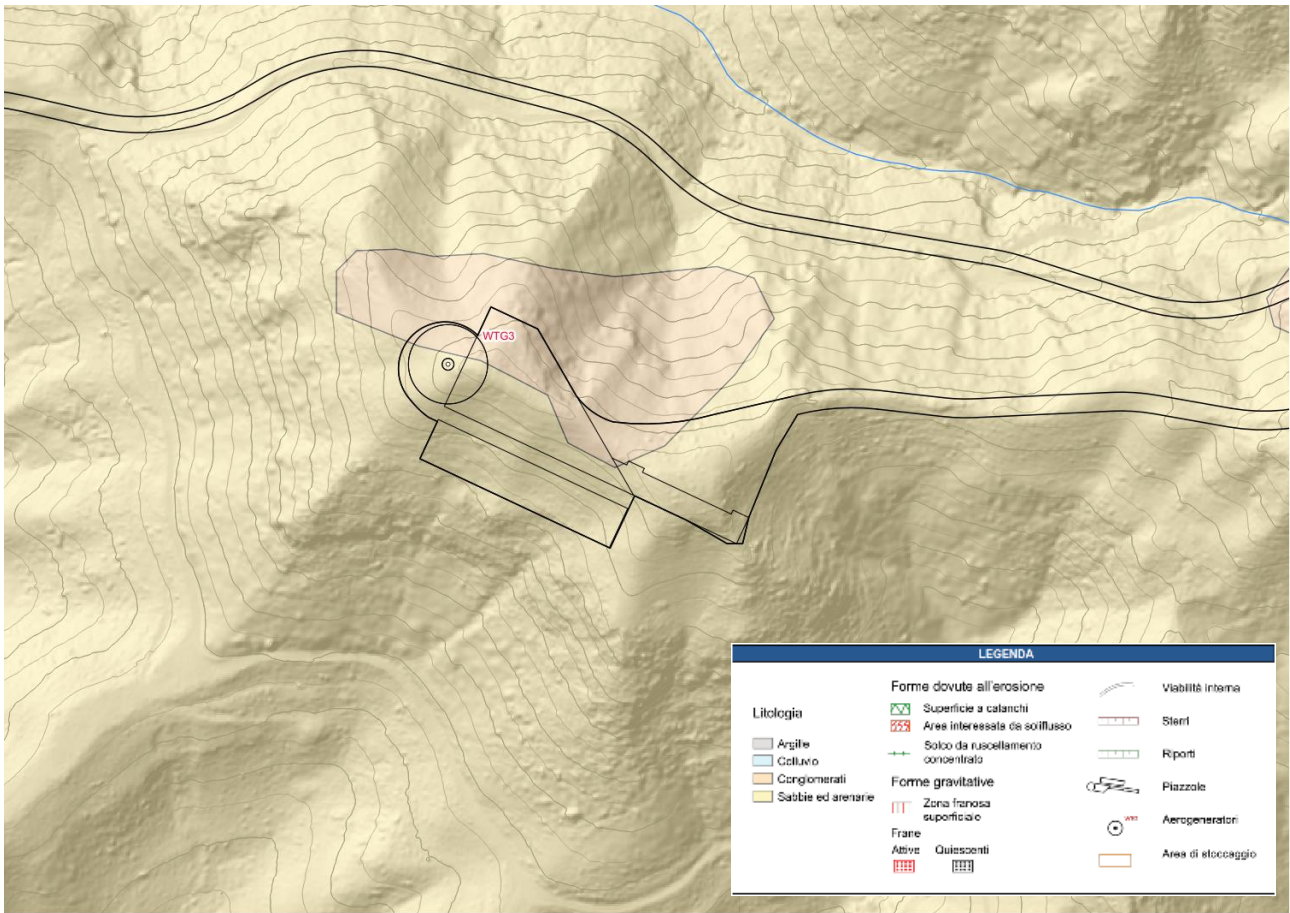 WTG3
LEGENDA
Litologia
Argille
Colluvio
Conglomerati
Sabbie ed arenarie
Forme dovute all'erosione
Superficie a calanchi
Area interessata da soliflusso
Solco da ruscellamento
concentrato
Forme gravitative
Zona franosa
superficiale
Frane
Attive Quiescenti
Viabilità interna
Sterri
Riporti
Piazzole
Aerogeneratori
Area di stoccaggio